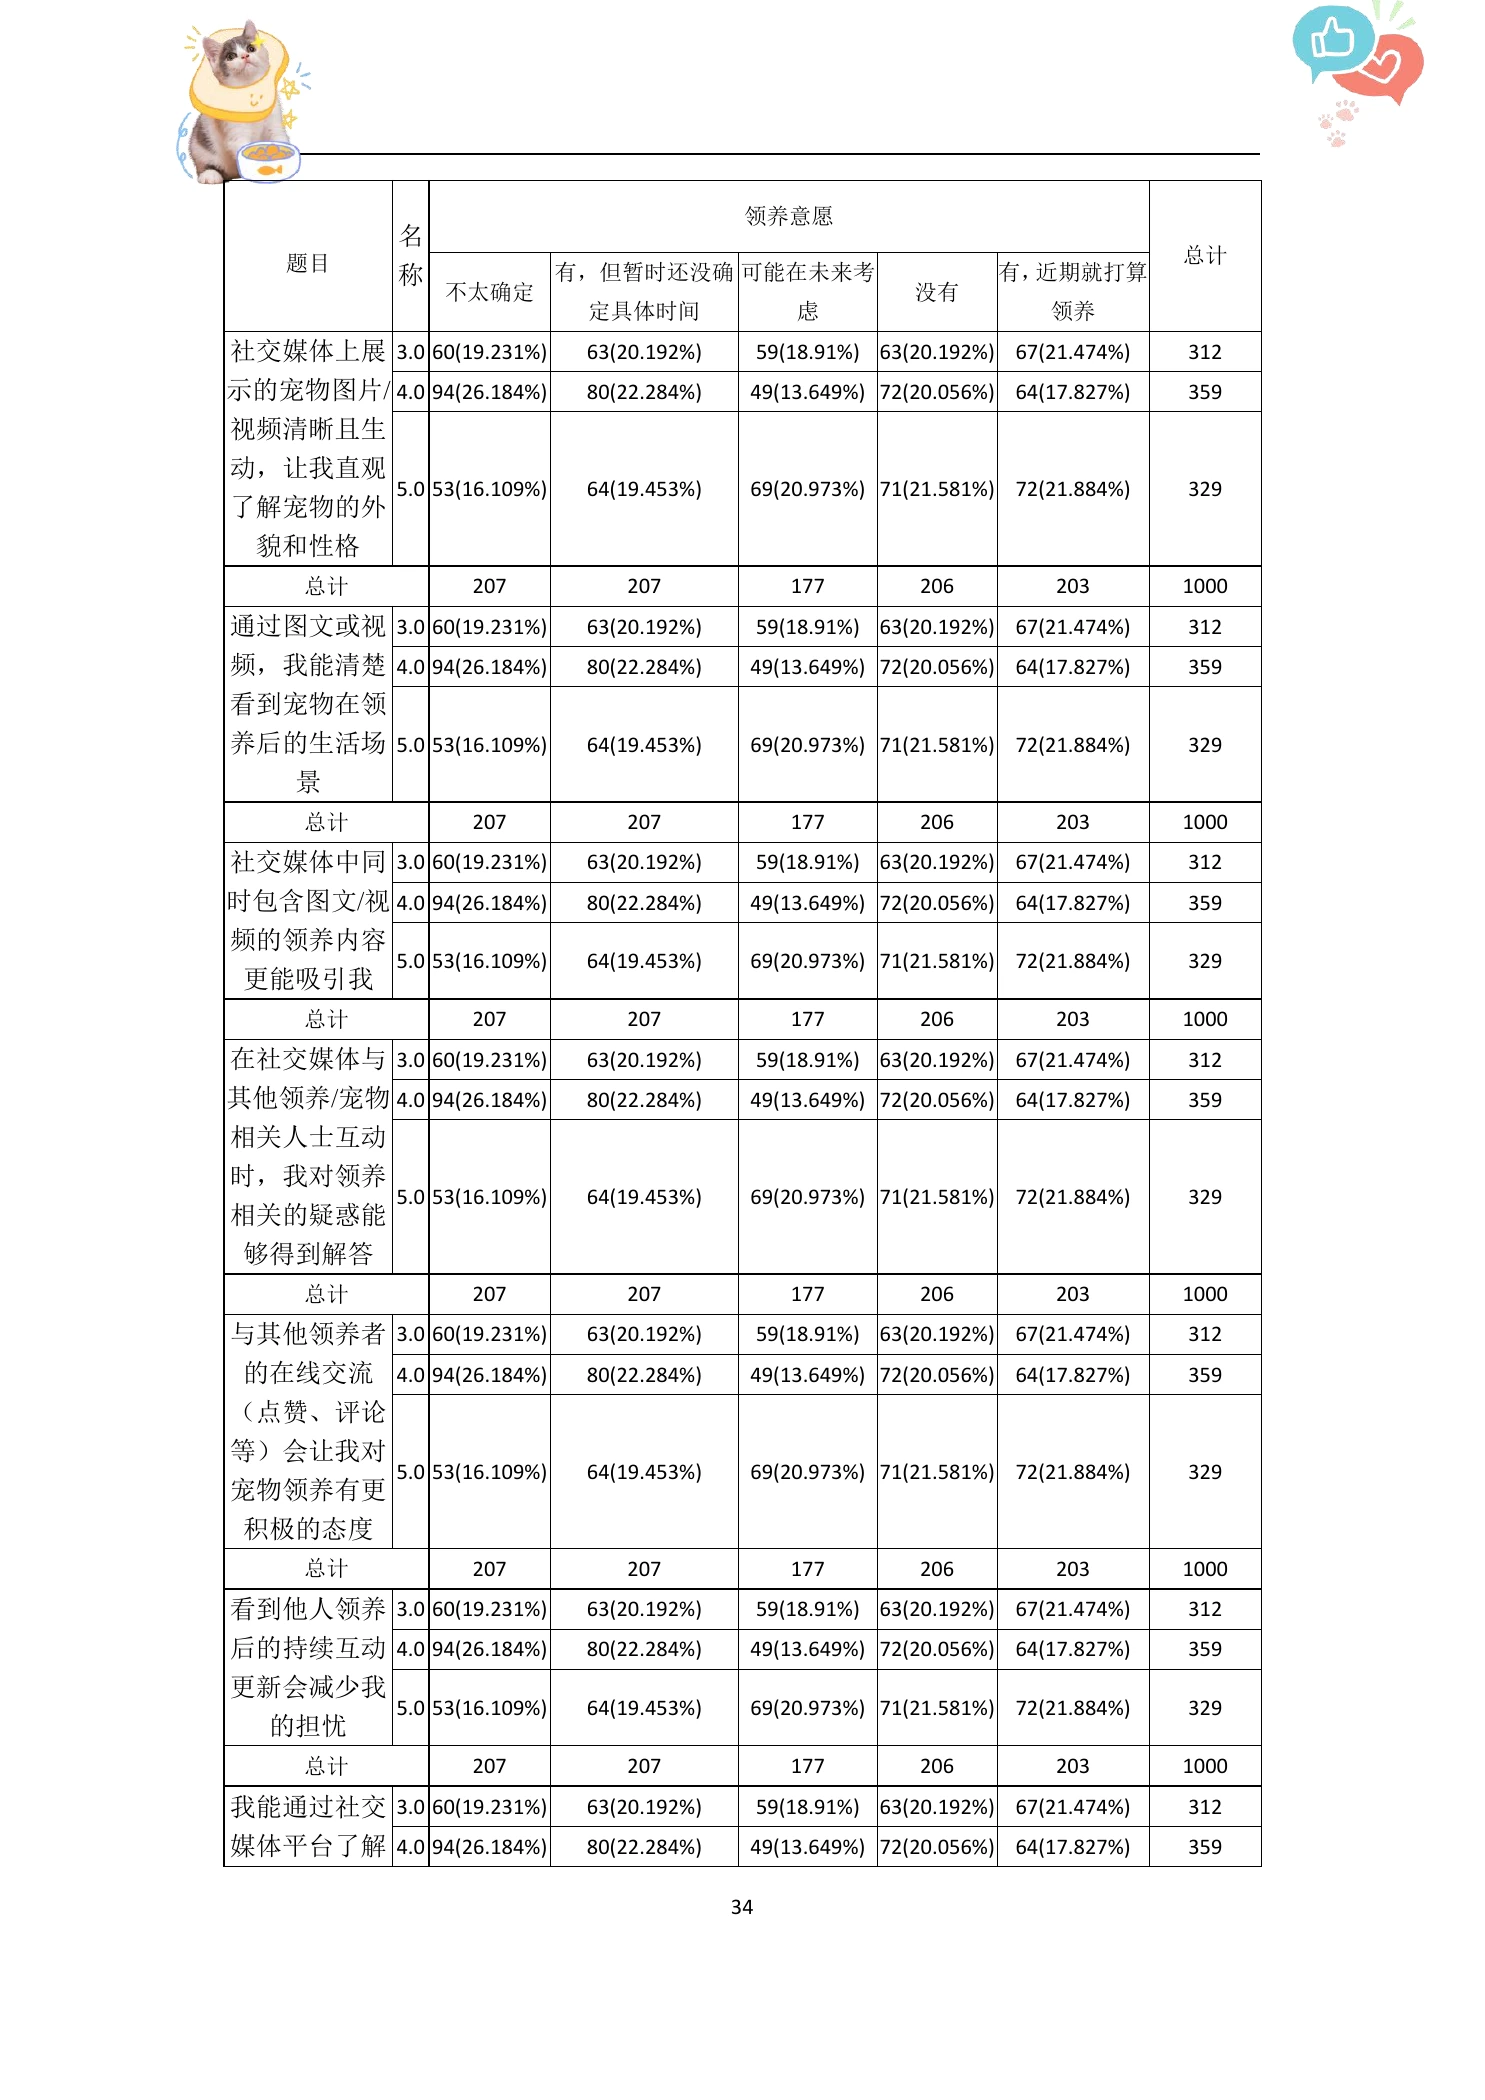 领养意愿
题目 名称 总计
不太确定 有，但暂时还没确定具体时间 可能在未来考虑 没有 有，近期就打算领养
社交媒体上展示的宠物图片/视频清晰且生动，让我直观了解宠物的外貌和性格
3.0 60(19.231%) 63(20.192%) 59(18.91%) 63(20.192%) 67(21.474%) 312
4.0 94(26.184%) 80(22.284%) 49(13.649%) 72(20.056%) 64(17.827%) 359
5.0 53(16.109%) 64(19.453%) 69(20.973%) 71(21.581%) 72(21.884%) 329
总计 207 207 177 206 203 1000
通过图文或视频，我能清楚看到宠物在领养后的生活场景
3.0 60(19.231%) 63(20.192%) 59(18.91%) 63(20.192%) 67(21.474%) 312
4.0 94(26.184%) 80(22.284%) 49(13.649%) 72(20.056%) 64(17.827%) 359
5.0 53(16.109%) 64(19.453%) 69(20.973%) 71(21.581%) 72(21.884%) 329
总计 207 207 177 206 203 1000
社交媒体中同时包含图文/视频的领养内容更能吸引我
3.0 60(19.231%) 63(20.192%) 59(18.91%) 63(20.192%) 67(21.474%) 312
4.0 94(26.184%) 80(22.284%) 49(13.649%) 72(20.056%) 64(17.827%) 359
5.0 53(16.109%) 64(19.453%) 69(20.973%) 71(21.581%) 72(21.884%) 329
总计 207 207 177 206 203 1000
在社交媒体与其他领养/宠物相关人士互动时，我对领养相关的疑惑能够得到解答
3.0 60(19.231%) 63(20.192%) 59(18.91%) 63(20.192%) 67(21.474%) 312
4.0 94(26.184%) 80(22.284%) 49(13.649%) 72(20.056%) 64(17.827%) 359
5.0 53(16.109%) 64(19.453%) 69(20.973%) 71(21.581%) 72(21.884%) 329
总计 207 207 177 206 203 1000
与其他领养者的在线交流（点赞、评论等）会让我对宠物领养有更积极的态度
3.0 60(19.231%) 63(20.192%) 59(18.91%) 63(20.192%) 67(21.474%) 312
4.0 94(26.184%) 80(22.284%) 49(13.649%) 72(20.056%) 64(17.827%) 359
5.0 53(16.109%) 64(19.453%) 69(20.973%) 71(21.581%) 72(21.884%) 329
总计 207 207 177 206 203 1000
看到他人领养后的持续互动更新会减少我的担忧
3.0 60(19.231%) 63(20.192%) 59(18.91%) 63(20.192%) 67(21.474%) 312
4.0 94(26.184%) 80(22.284%) 49(13.649%) 72(20.056%) 64(17.827%) 359
5.0 53(16.109%) 64(19.453%) 69(20.973%) 71(21.581%) 72(21.884%) 329
总计 207 207 177 206 203 1000
我能通过社交媒体平台了解
3.0 60(19.231%) 63(20.192%) 59(18.91%) 63(20.192%) 67(21.474%) 312
4.0 94(26.184%) 80(22.284%) 49(13.649%) 72(20.056%) 64(17.827%) 359
34